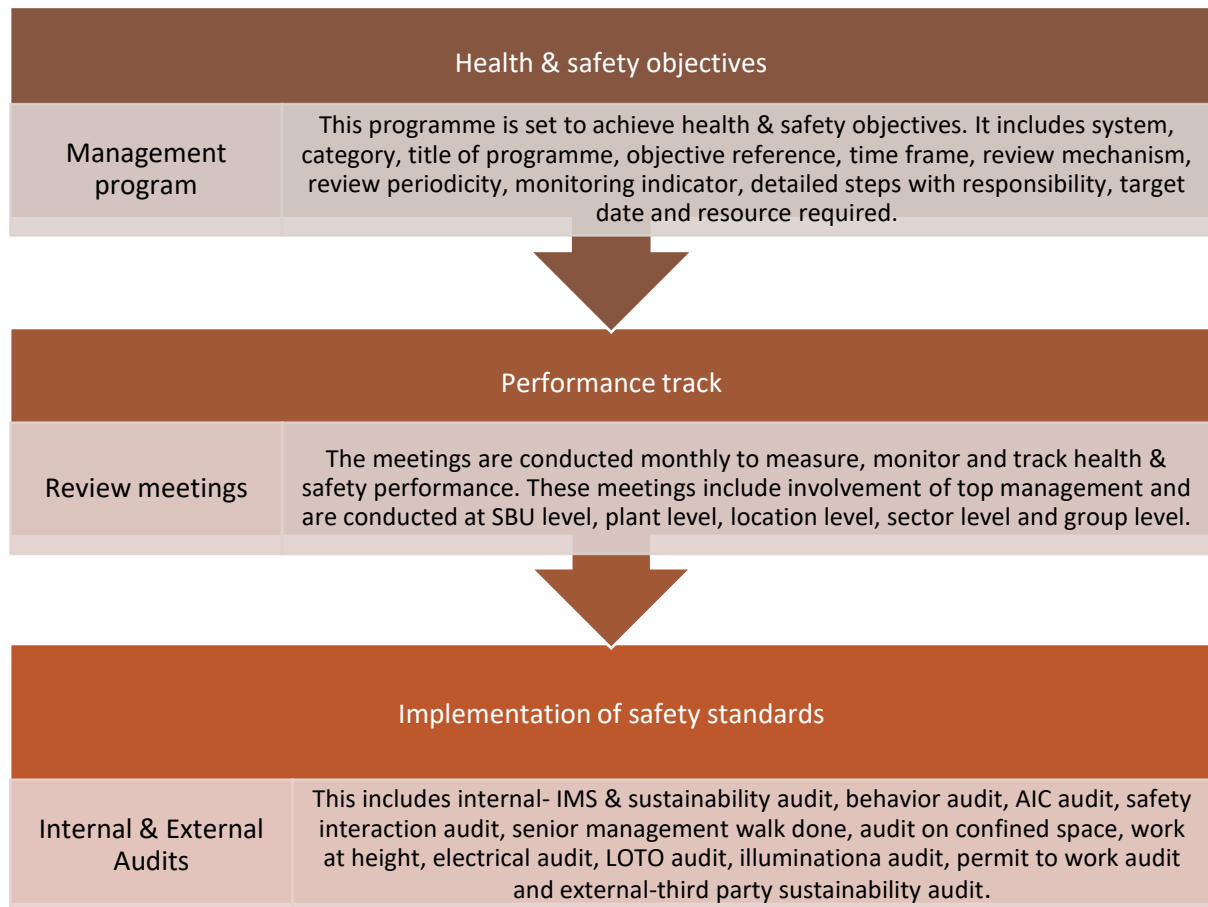 Health & safety objectives
Management
program
This programme is set to achieve health & safety objectives. It includes system,
category, title of programme, objective reference, time frame, review mechanism,
review periodicity, monitoring indicator, detailed steps with responsibility, target
date and resource required.
Performance track
Review meetings
The meetings are conducted monthly to measure, monitor and track health &
safety performance. These meetings include involvement of top management and
are conducted at SBU level, plant level, location level, sector level and group level.
Implementation of safety standards
Internal & External
Audits
This includes internal- IMS & sustainability audit, behavior audit, AIC audit, safety
interaction audit, senior management walk done, audit on confined space, work
at height, electrical audit, LOTO audit, illuminationa audit, permit to work audit
and external-third party sustainability audit.